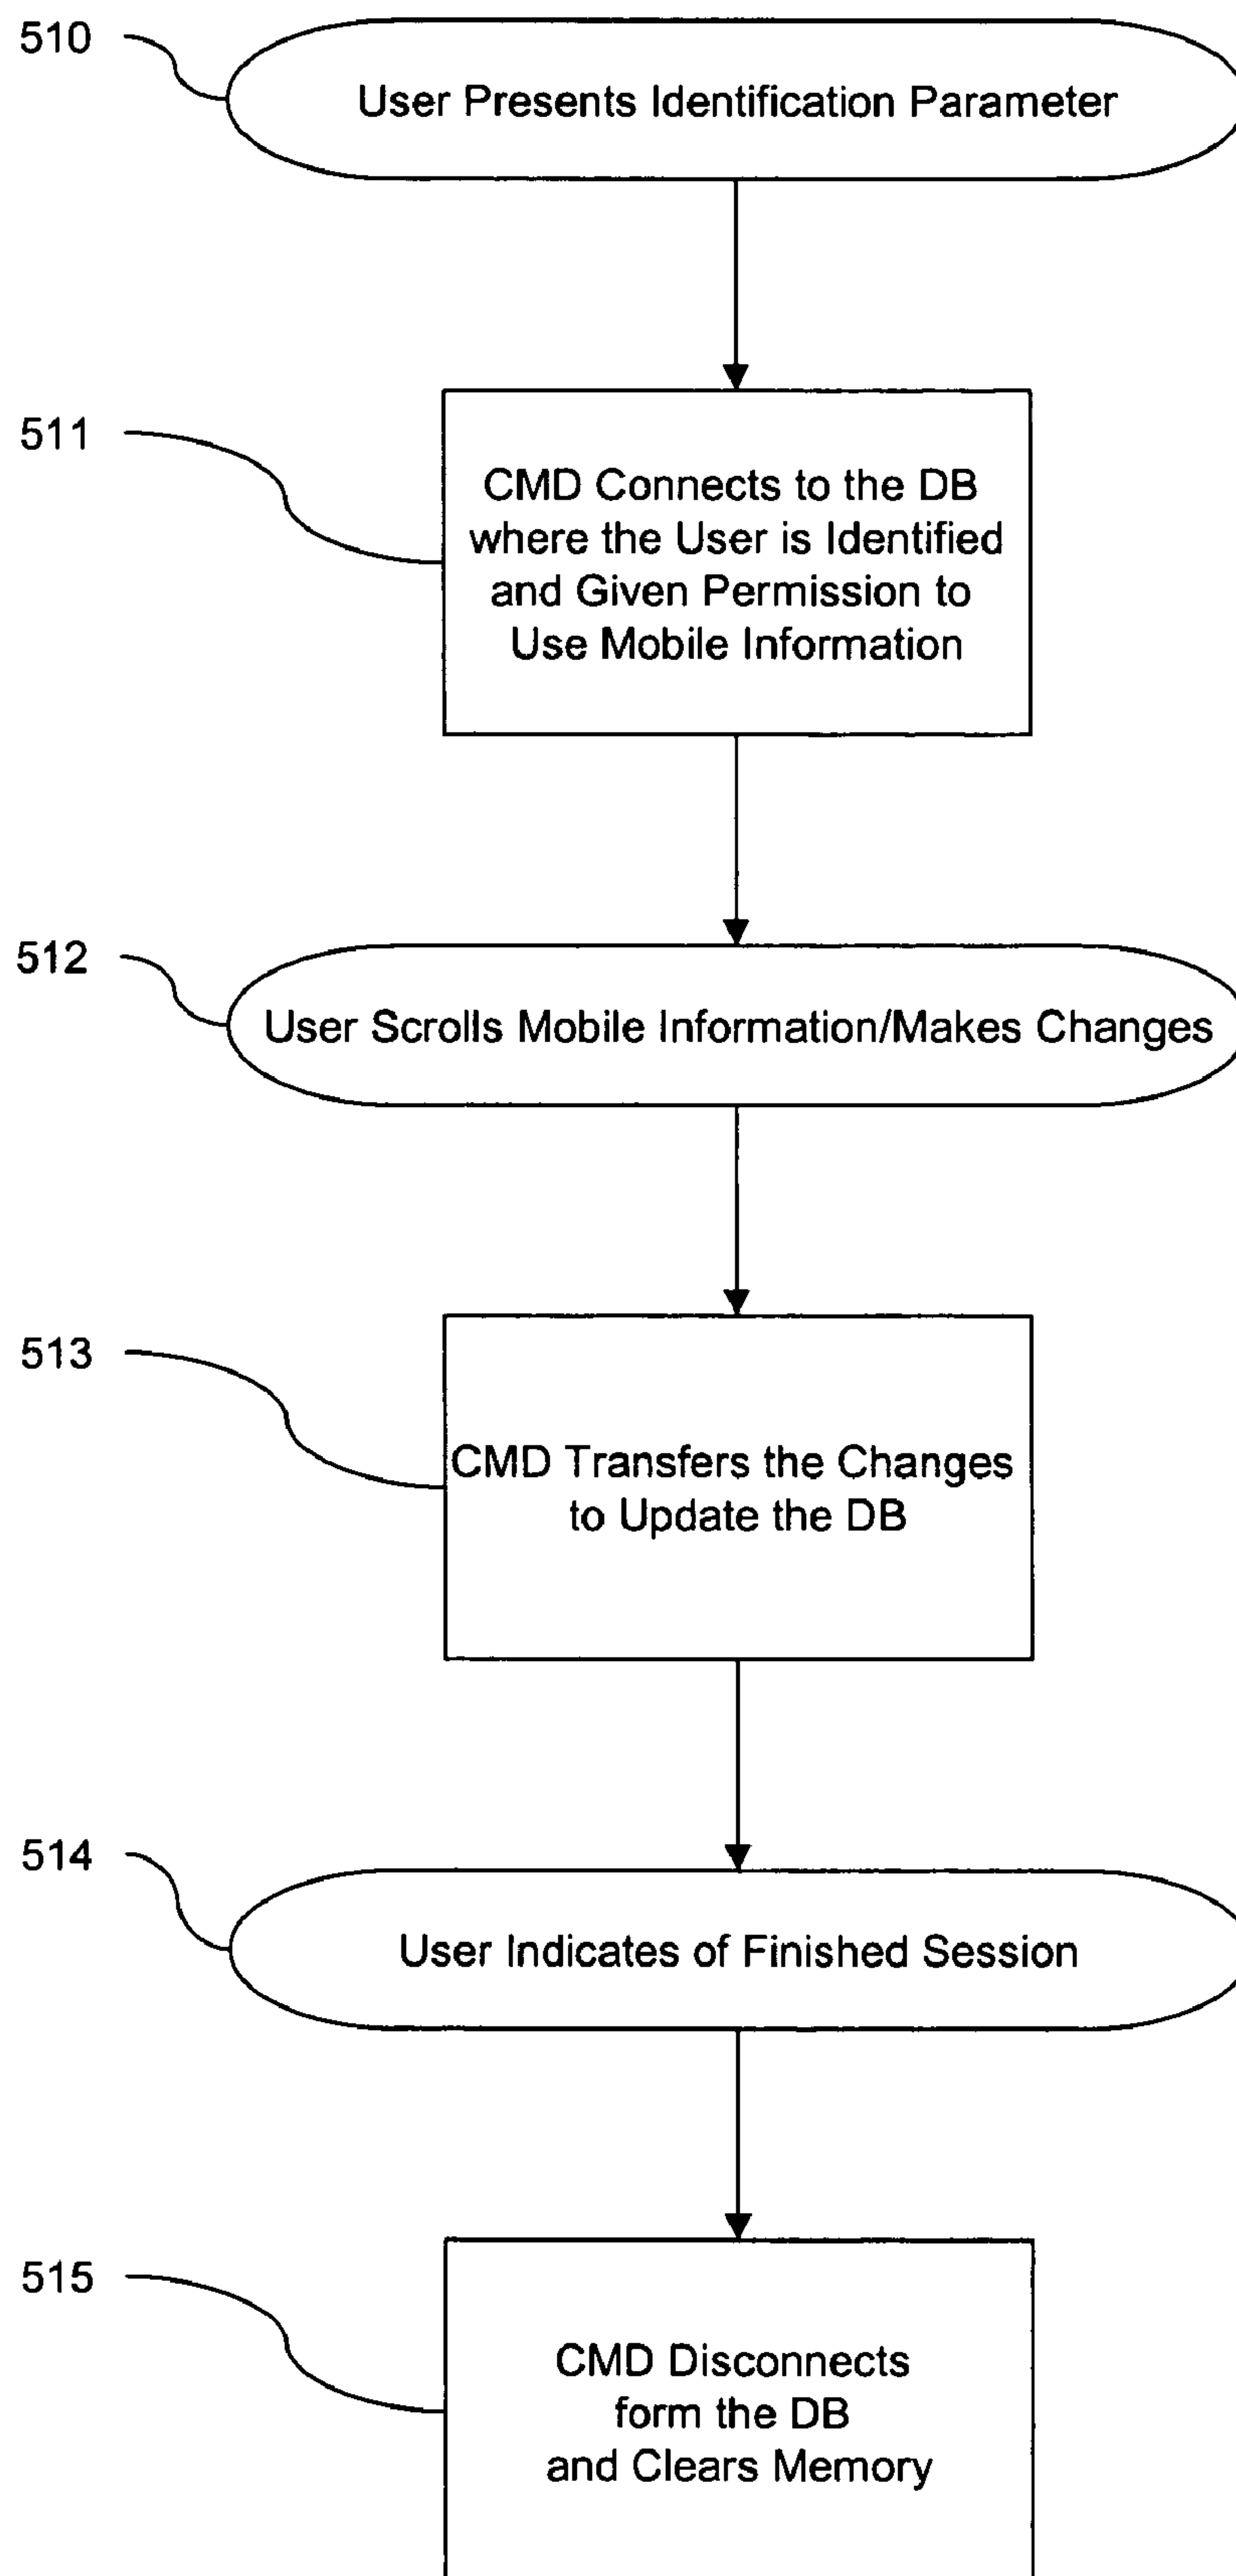 510
User Presents Identification Parameter
511
CMD Connects to the DB
where the User is Identified
and Given Permission to
Use Mobile Information
512
User Scrolls Mobile Information/Makes Changes
513
CMD Transfers the Changes
to Update the DB
514
User Indicates of Finished Session
515
CMD Disconnects
form the DB
and Clears Memory